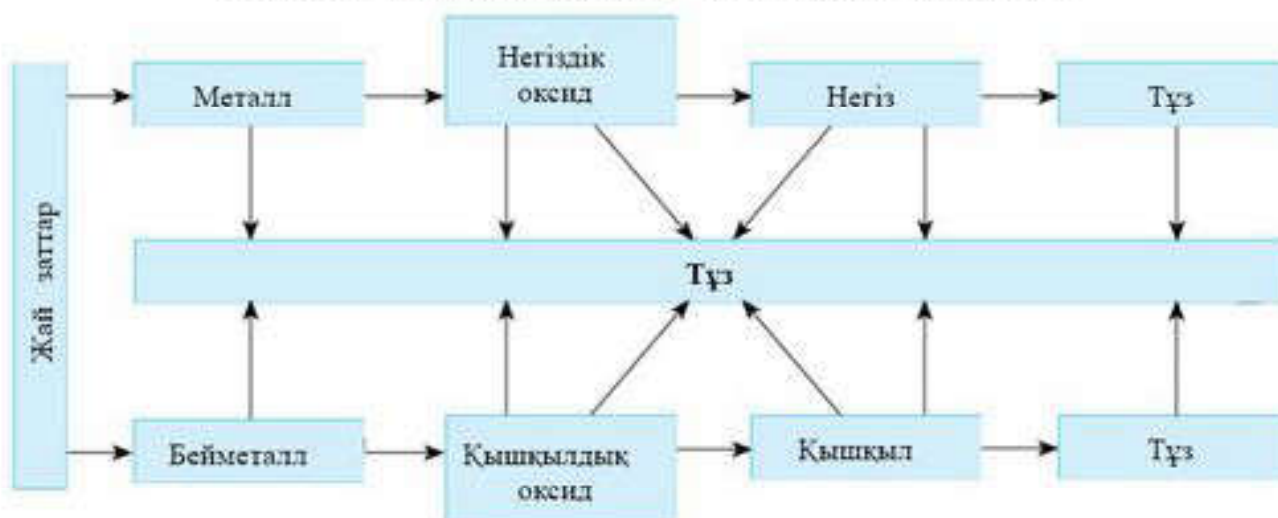 Жай заттар
Металл
Негіздік
оксид
Негіз
Тұз
Тұз
Бейметалл
Қышқылдық
оксид
Қышқыл
Тұз